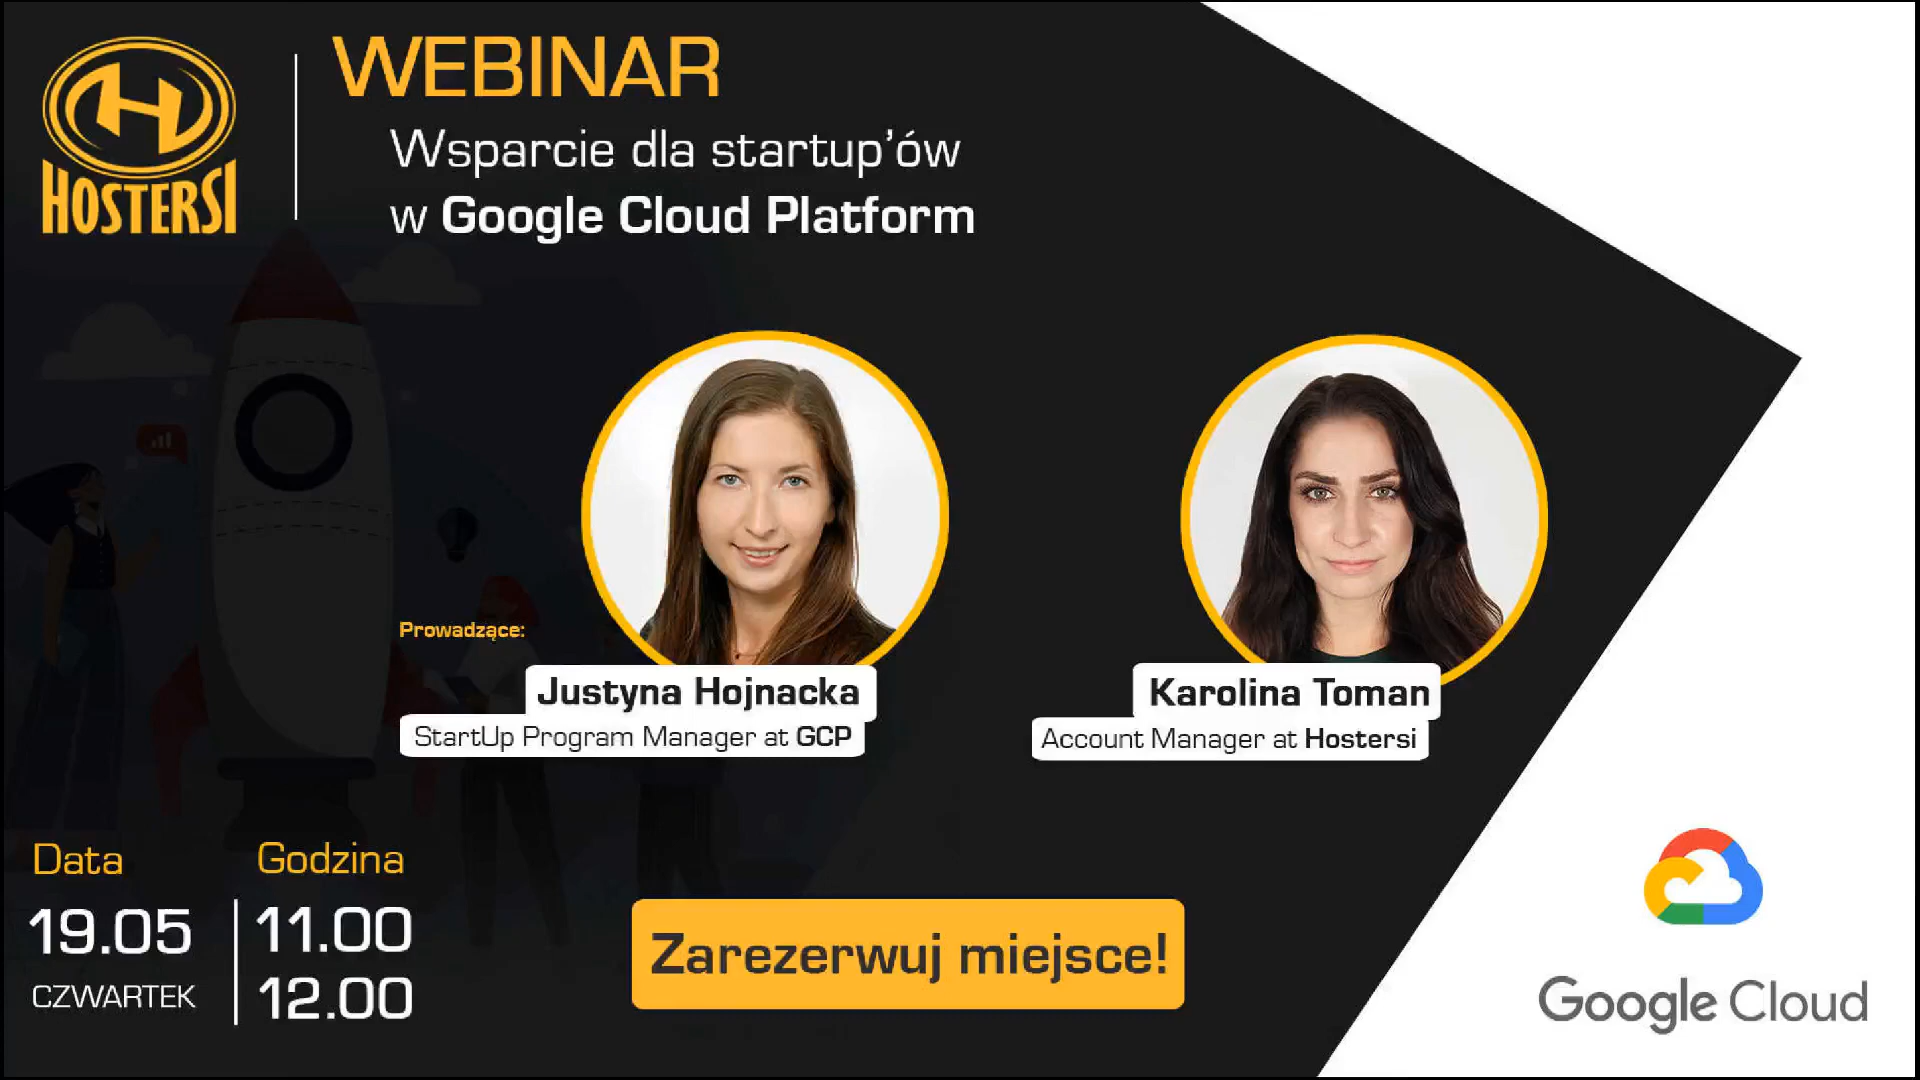 HOSTERSI
WEBINAR
Wsparcie dla startup'ów
w Google Cloud Platform
Prowadzące:
Justyna Hojnacka
StartUp Program Manager at GCP
Karolina Toman
Account Manager at Hostersi
Data
19.05
CZWARTEK
Godzina
11.00
12.00
Zarezerwuj miejsce!
Google Cloud